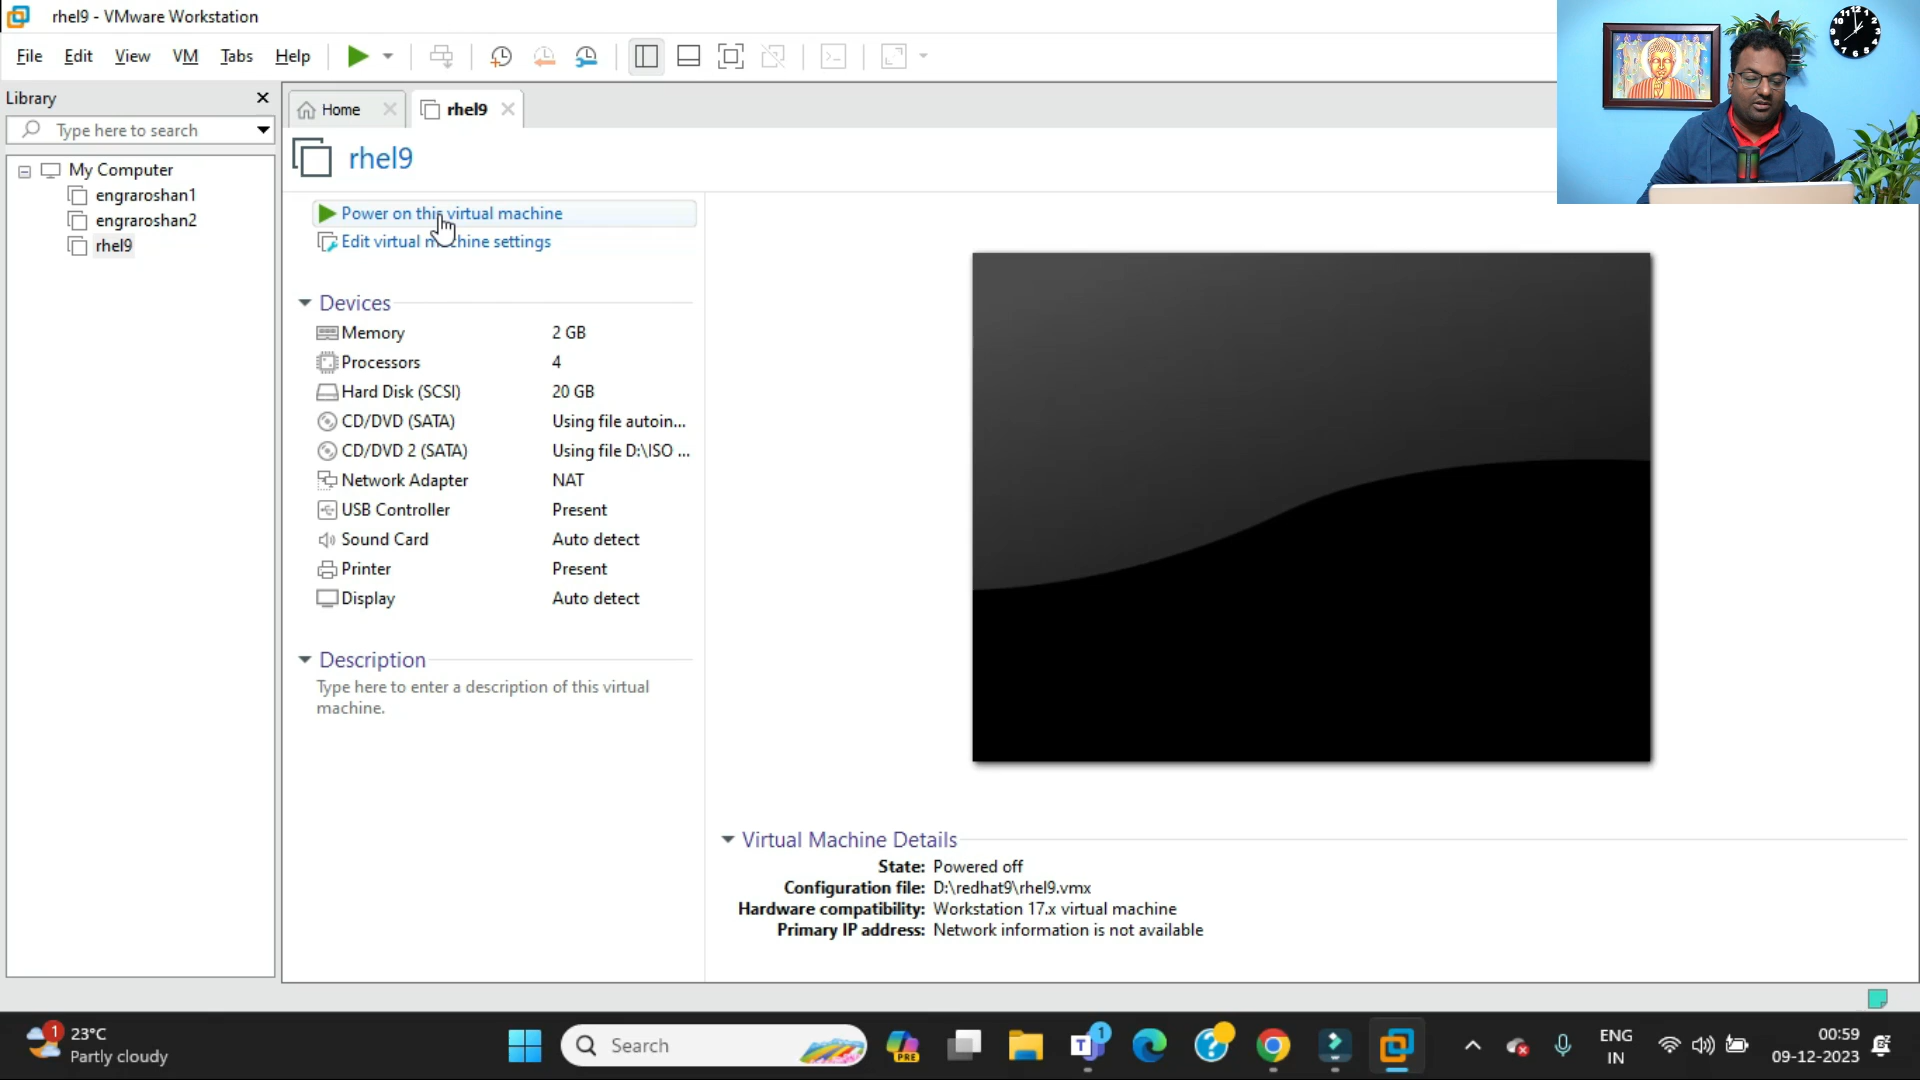 rhel9 - VMware Workstation
File Edit View VM Tabs Help
Library
Type here to search
My Computer
engraroshan1
engraroshan2
rhel9
Home
rhel9
rhel9
Power on this virtual machine
Edit virtual machine settings
Devices
Memory 2 GB
Processors 4
Hard Disk (SCSI) 20 GB
CD/DVD (SATA) Using file autoin...
CD/DVD 2 (SATA) Using file D:\ISO ...
Network Adapter NAT
USB Controller Present
Sound Card Auto detect
Printer Present
Display Auto detect
Description
Type here to enter a description of this virtual
machine.
Virtual Machine Details
State: Powered off
Configuration file: D:\redhat9\rhel9.vmx
Hardware compatibility: Workstation 17.x virtual machine
Primary IP address: Network information is not available
1
23°C
Partly cloudy
Search
PRE
T
1
ENG
IN
00:59
09-12-2023